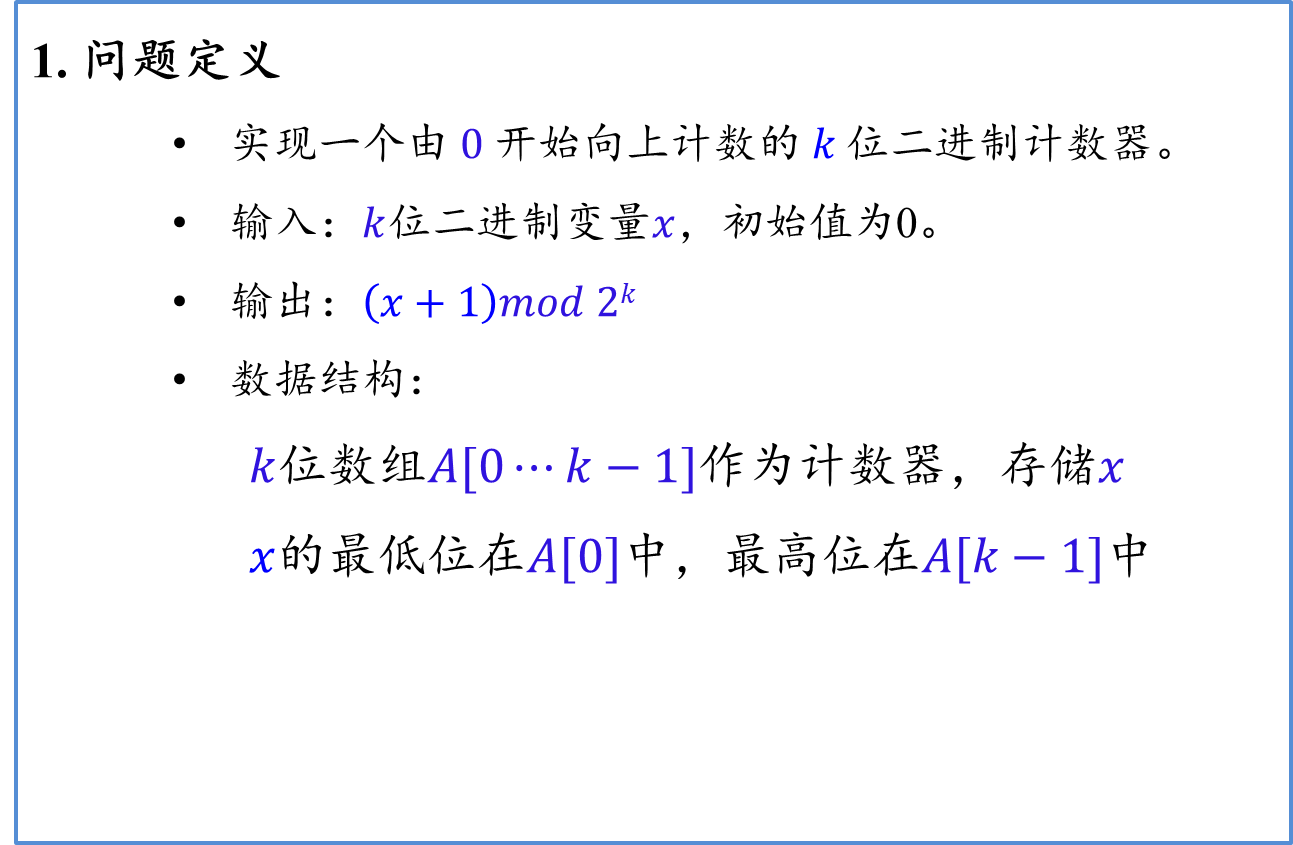 1. 问题定义
• 实现一个由 0 开始向上计数的 k 位二进制计数器。
• 输入：k位二进制变量x，初始值为0。
• 输出：(x + 1)mod 2ᵏ
• 数据结构：
k位数组A[0 ⋯ k − 1]作为计数器，存储x
x的最低位在A[0]中，最高位在A[k − 1]中